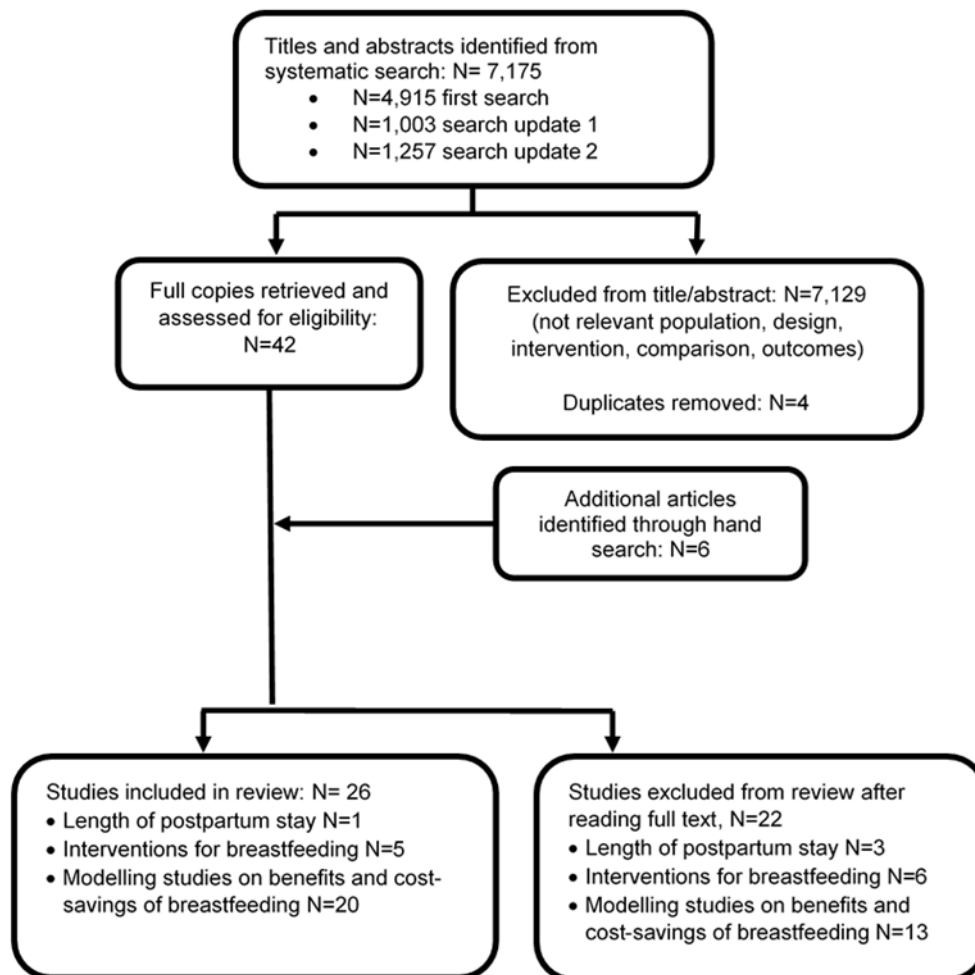 Titles and abstracts identified from
systematic search: N= 7,175
• N=4,915 first search
• N=1,003 search update 1
• N=1,257 search update 2
Full copies retrieved and
assessed for eligibility:
N=42
Excluded from title/abstract: N=7,129
(not relevant population, design,
intervention, comparison, outcomes)
Duplicates removed: N=4
Additional articles
identified through hand
search: N=6
Studies included in review: N= 26
• Length of postpartum stay N=1
• Interventions for breastfeeding N=5
• Modelling studies on benefits and cost-
savings of breastfeeding N=20
Studies excluded from review after
reading full text, N=22
• Length of postpartum stay N=3
• Interventions for breastfeeding N=6
• Modelling studies on benefits and
cost-savings of breastfeeding N=13